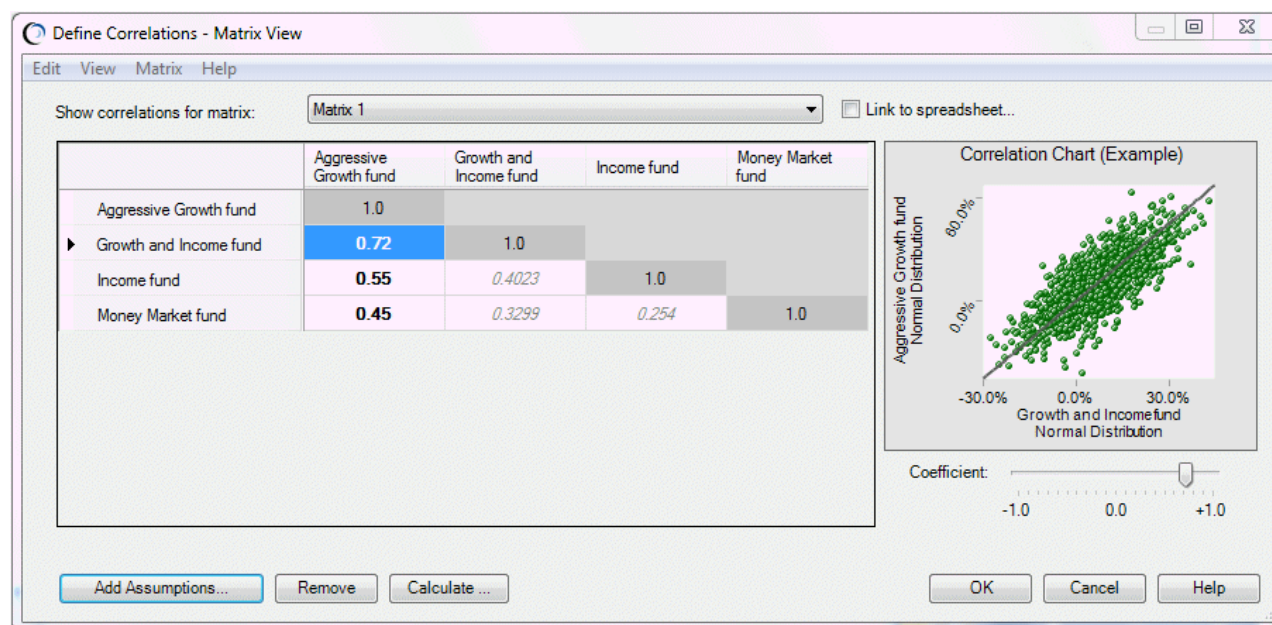 Define Correlations - Matrix View
Edit View Matrix Help
Show correlations for matrix: Matrix 1 Link to spreadsheet...
Aggressive Growth fund Growth and Income fund Income fund Money Market fund
Aggressive Growth fund 1.0
Growth and Income fund 0.72 1.0
Income fund 0.55 0.4023 1.0
Money Market fund 0.45 0.3299 0.254 1.0
Correlation Chart (Example)
Aggressive Growth fund
Normal Distribution
60.0%
0.0%
-30.0% 0.0% 30.0%
Growth and Income fund
Normal Distribution
Coefficient:
-1.0 0.0 +1.0
Add Assumptions... Remove Calculate ... OK Cancel Help